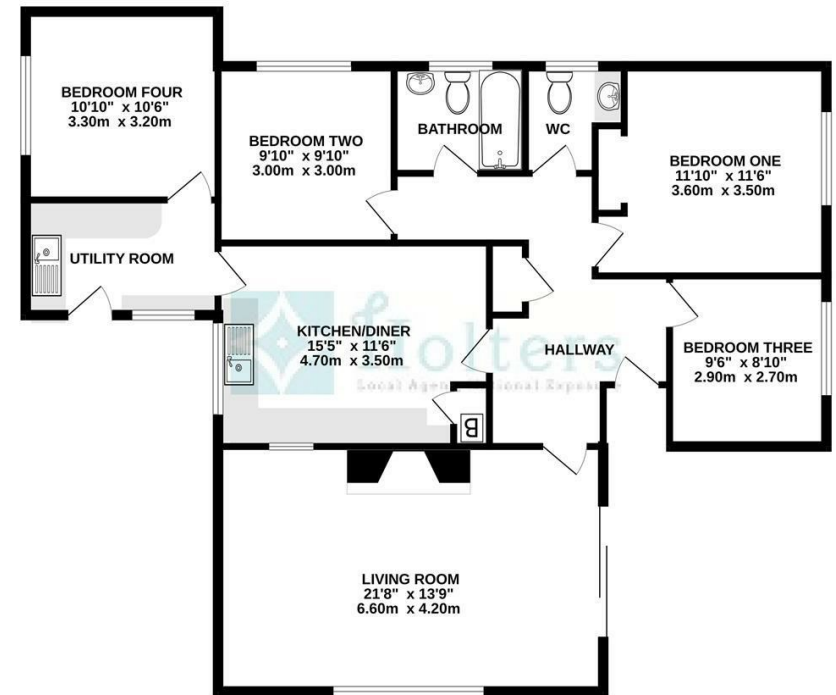 BEDROOM FOUR
10'10" x 10'6"
3.30m x 3.20m
BEDROOM TWO
9'10" x 9'10"
3.00m x 3.00m
BATHROOM
WC
BEDROOM ONE
11'10" x 11'6"
3.60m x 3.50m
UTILITY ROOM
KITCHEN/DINER
15'5" x 11'6"
4.70m x 3.50m
HALLWAY
BEDROOM THREE
9'6" x 8'10"
2.90m x 2.70m
Holters
Local
B
LIVING ROOM
21'8" x 13'9"
6.60m x 4.20m